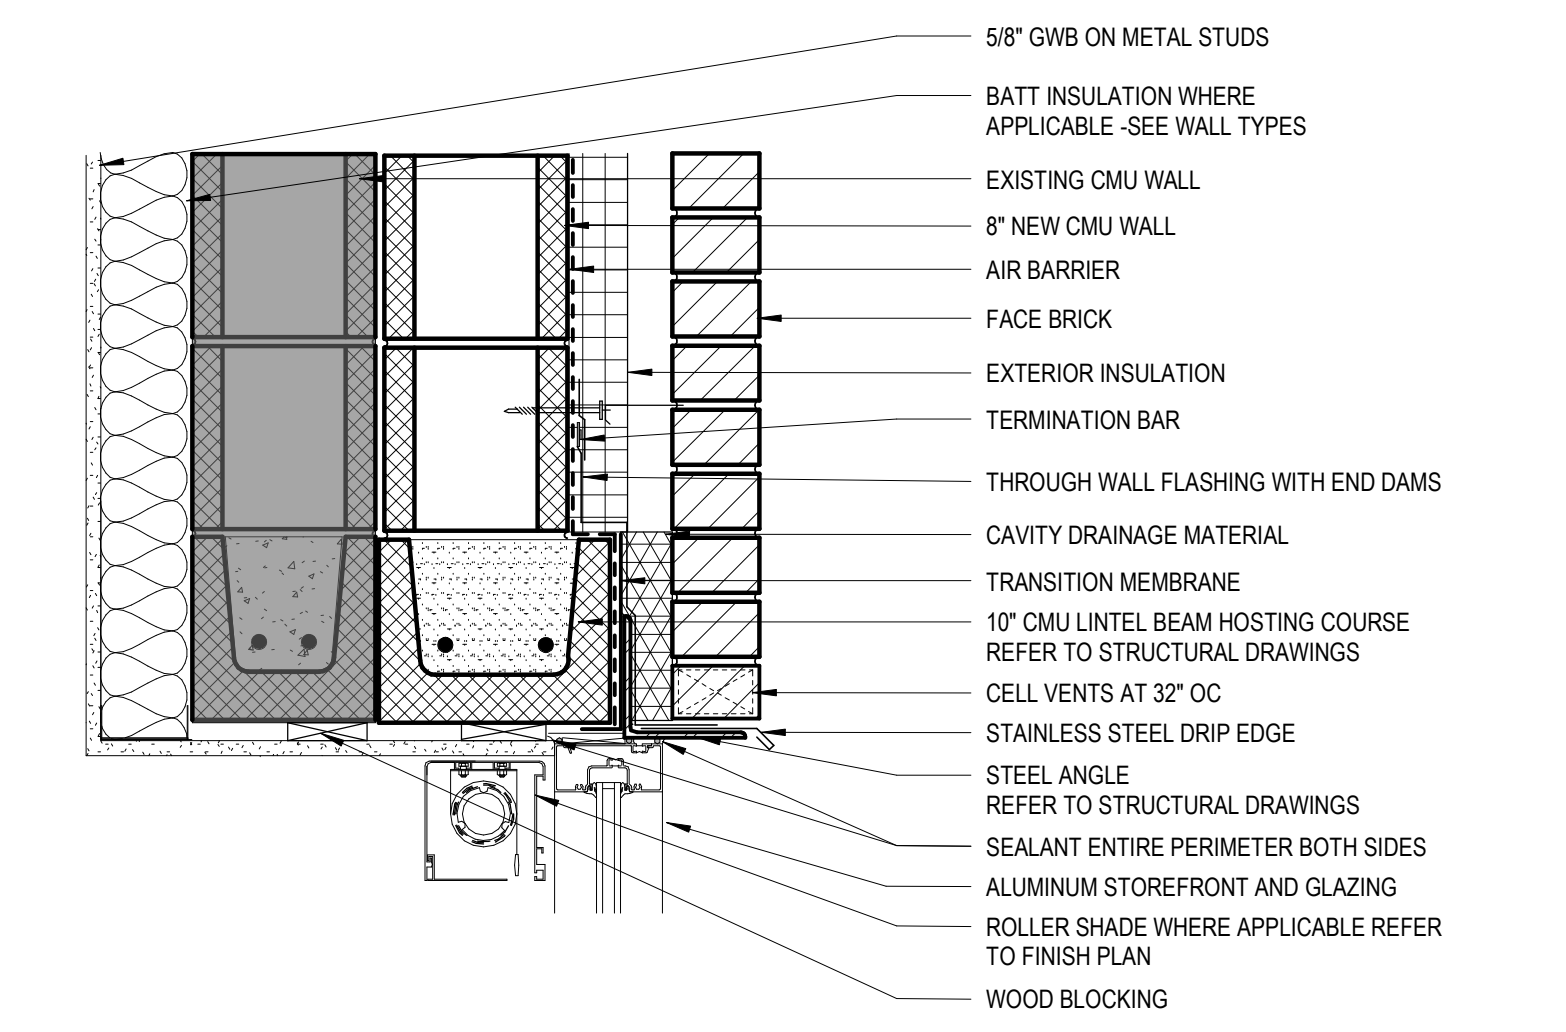 5/8" GWB ON METAL STUDS
BATT INSULATION WHERE
APPLICABLE -SEE WALL TYPES
EXISTING CMU WALL
8" NEW CMU WALL
AIR BARRIER
FACE BRICK
EXTERIOR INSULATION
TERMINATION BAR
THROUGH WALL FLASHING WITH END DAMS
CAVITY DRAINAGE MATERIAL
TRANSITION MEMBRANE
10" CMU LINTEL BEAM HOSTING COURSE
REFER TO STRUCTURAL DRAWINGS
CELL VENTS AT 32" OC
STAINLESS STEEL DRIP EDGE
STEEL ANGLE
REFER TO STRUCTURAL DRAWINGS
SEALANT ENTIRE PERIMETER BOTH SIDES
ALUMINUM STOREFRONT AND GLAZING
ROLLER SHADE WHERE APPLICABLE REFER
TO FINISH PLAN
WOOD BLOCKING